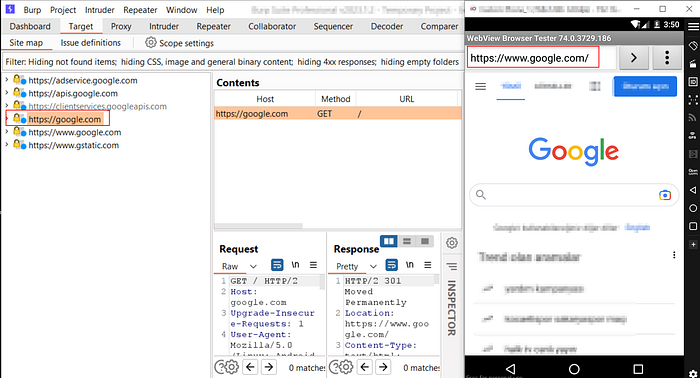 Burp Project Intruder Repeater Window Help
Dashboard Target Proxy Intruder Repeater Collaborator Sequencer Decoder Comparer
Site map Issue definitions Scope settings
Filter: Hiding not found items; hiding CSS, image and general binary content; hiding 4xx responses; hiding empty folders
https://adservice.google.com
https://apis.google.com
https://clientservices.googleapis.com
https://google.com
https://www.google.com
https://www.gstatic.com
Contents
Host Method URL
https://google.com GET /
Request
Raw \n
1 GET / HTTP/2
2 Host:
google.com
3 Upgrade-Insecur
e-Requests: 1
4 User-Agent:
Mozilla/5.0
0 matches
Response
Pretty \n
1 HTTP/2 301
Moved
Permanently
2 Location:
https://www.goo
gle.com/
3 Content-Type:
0 matches
INSPECTOR
3:50
WebView Browser Tester 74.0.3729.186
https://www.google.com/
Google
Trend olan aramalar